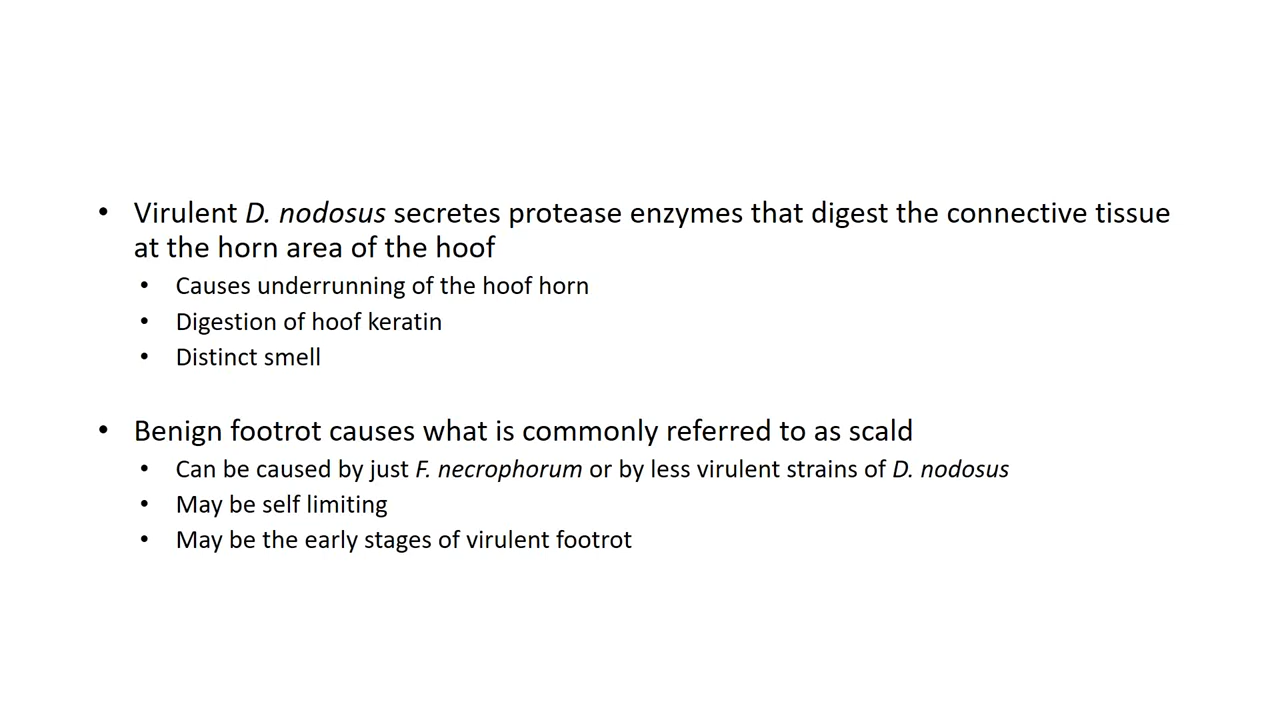 • Virulent D. nodosus secretes protease enzymes that digest the connective tissue
at the horn area of the hoof
• Causes underrunning of the hoof horn
• Digestion of hoof keratin
• Distinct smell
• Benign footrot causes what is commonly referred to as scald
• Can be caused by just F. necrophorum or by less virulent strains of D. nodosus
• May be self limiting
• May be the early stages of virulent footrot